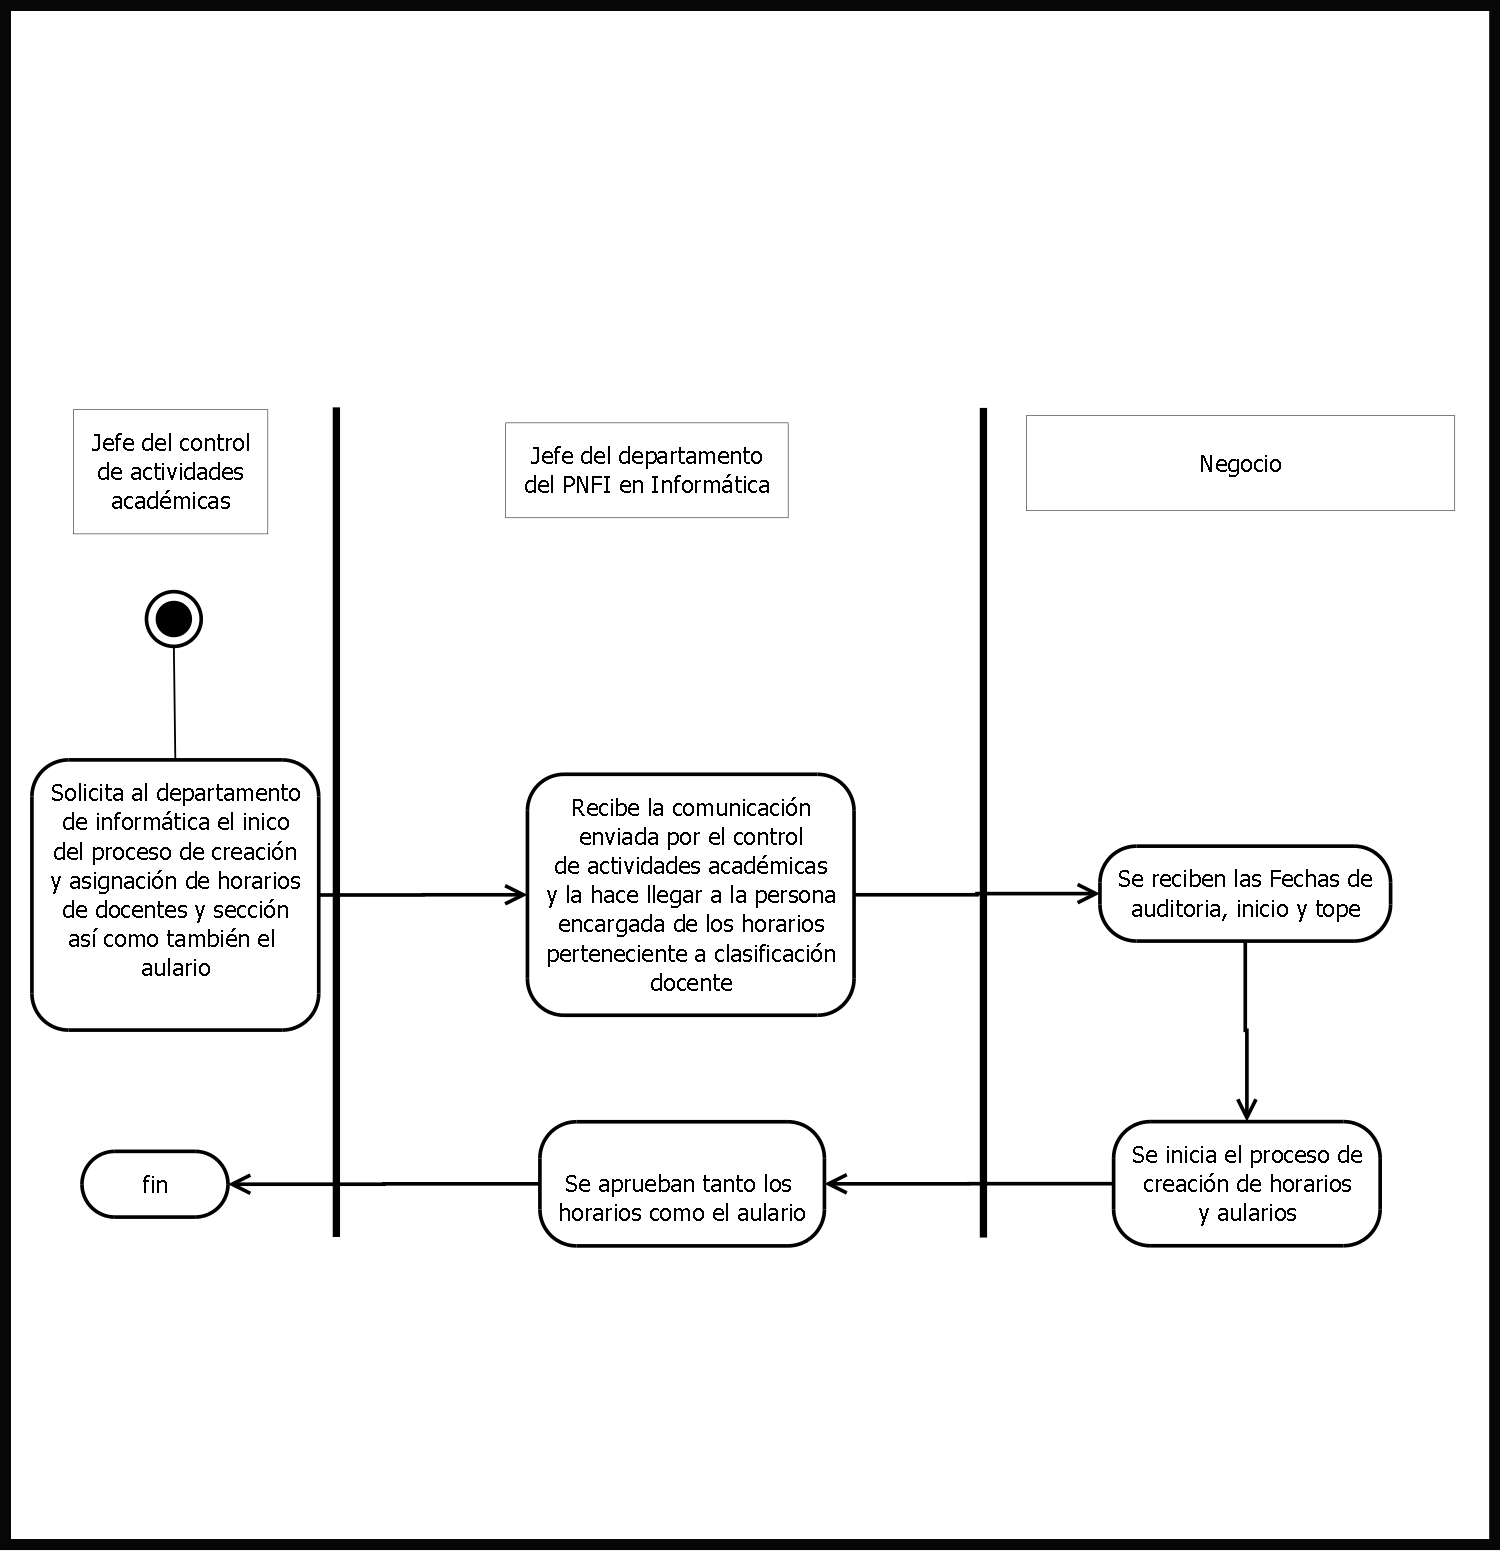 Jefe del control
de actividades
académicas
Jefe del departamento
del PNFI en Informática
Negocio
Solicita al departamento
de informática el inico
del proceso de creación
y asignación de horarios
de docentes y sección
así como también el
aulario
Recibe la comunicación
enviada por el control
de actividades académicas
y la hace llegar a la persona
encargada de los horarios
perteneciente a clasificación
docente
Se reciben las Fechas de
auditoria, inicio y tope
Se inicia el proceso de
creación de horarios
y aularios
Se aprueban tanto los
horarios como el aulario
fin